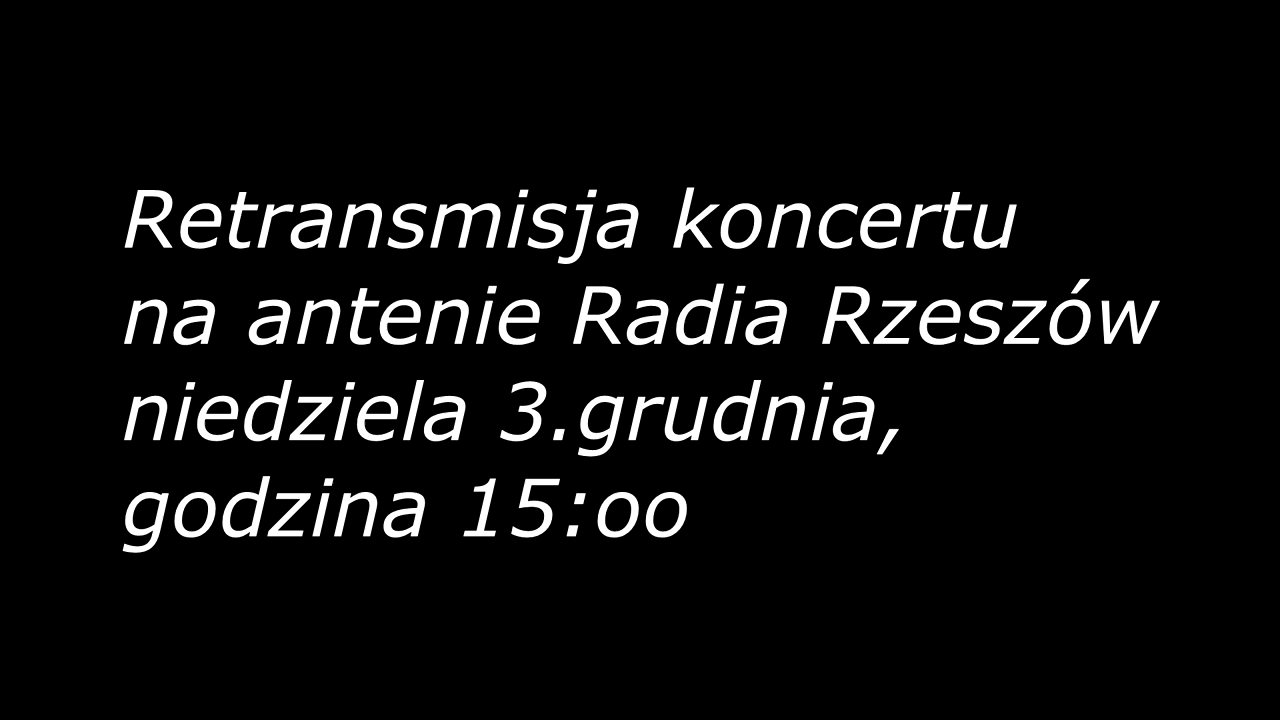 Retransmisja koncertu
na antenie Radia Rzeszów
niedziela 3.grudnia,
godzina 15:oo